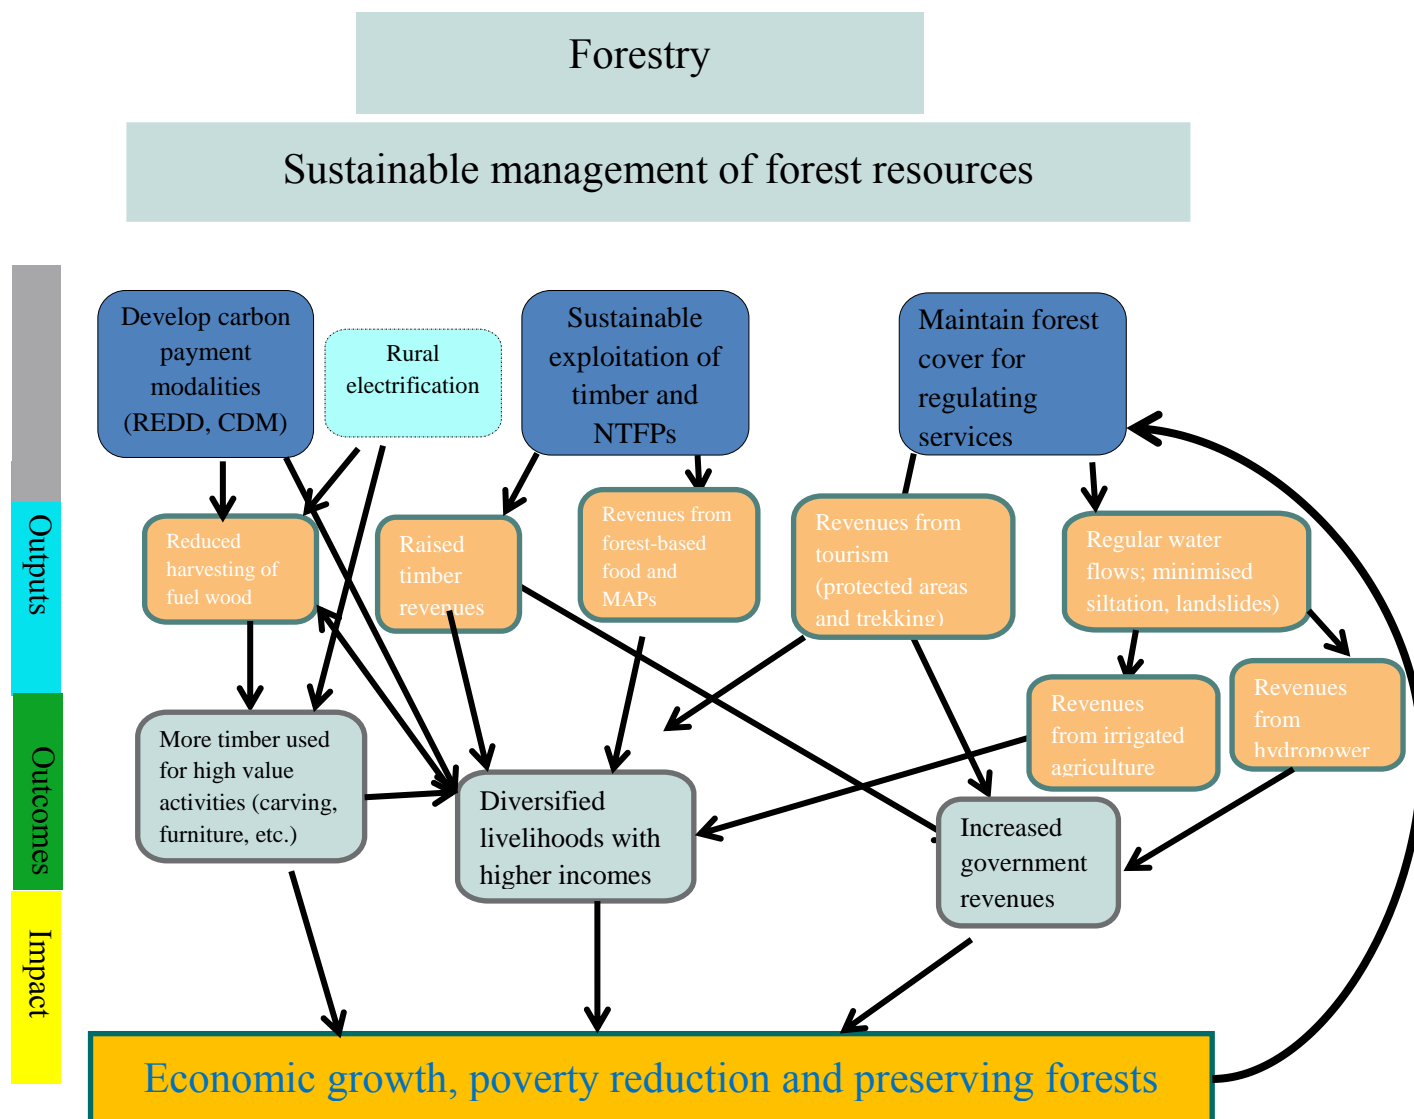 Forestry
Sustainable management of forest resources
Develop carbon
payment
modalities
(REDD, CDM)
Rural
electrification
Sustainable
exploitation of
timber and
NTFPs
Maintain forest
cover for
regulating
services
Outputs
Reduced
harvesting of
fuel wood
Raised
timber
revenues
Revenues from
forest-based
food and
MAPs
Revenues from
tourism
(protected areas
and trekking)
Regular water
flows; minimised
siltation, landslides)
Revenues
from irrigated
agriculture
Revenues
from
hydropower
Outcomes
More timber used
for high value
activities (carving,
furniture, etc.)
Diversified
livelihoods with
higher incomes
Increased
government
revenues
Impact
Economic growth, poverty reduction and preserving forests